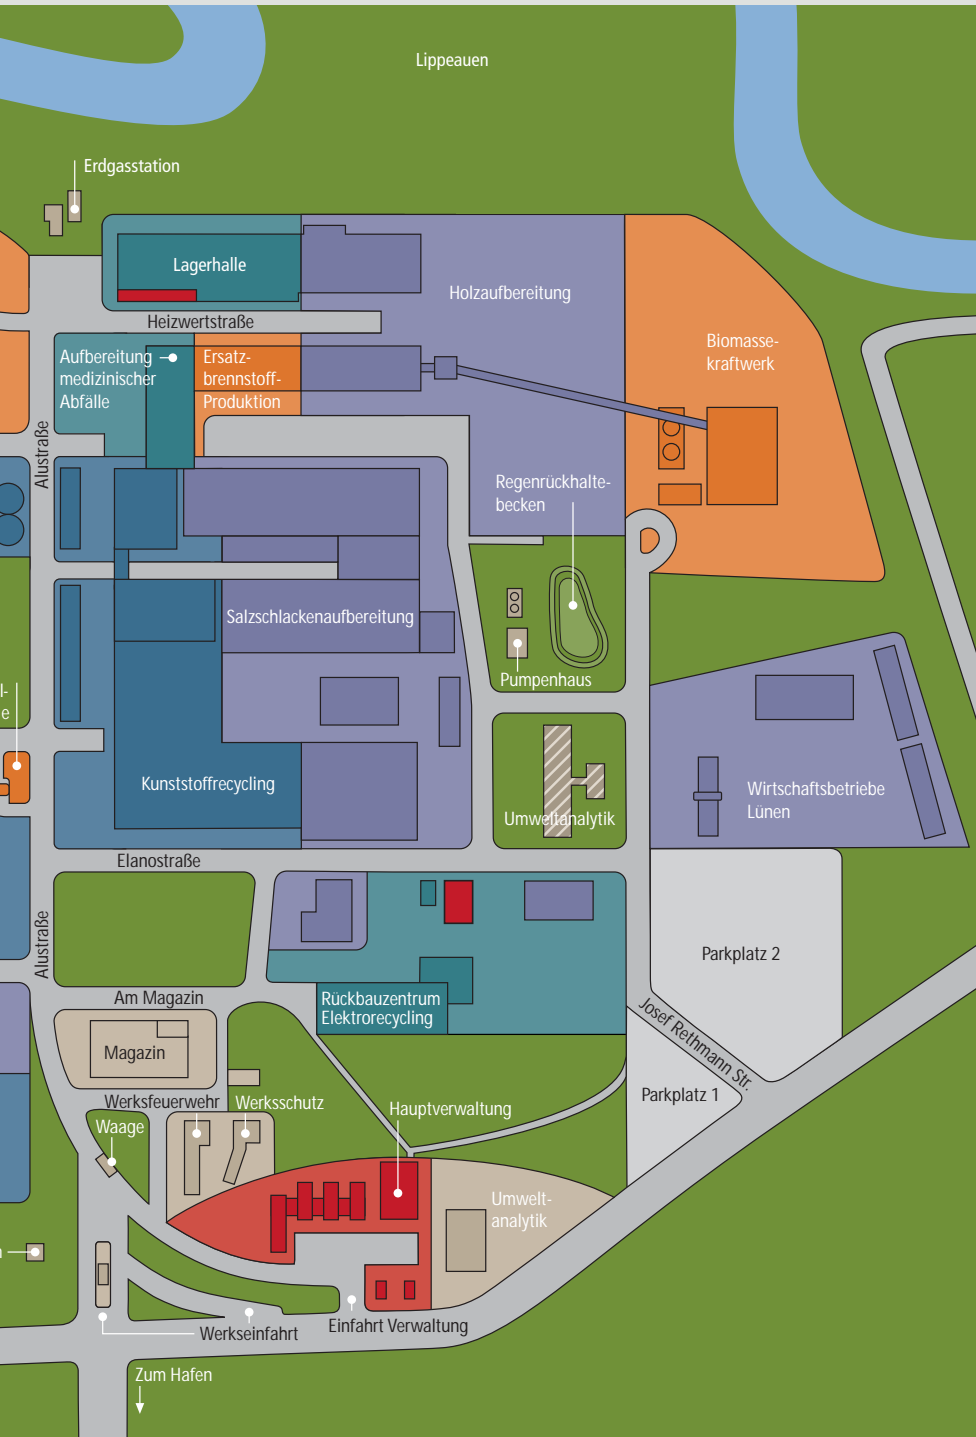 Lippeauen
Erdgasstation
Lagerhalle
Holzaufbereitung
Heizwertstraße
Aufbereitung
medizinischer
Abfälle
Ersatz-
brennstoff-
Produktion
Biomasse-
kraftwerk
Alustraße
Regenrückhalte-
becken
Salzschlackenaufbereitung
Pumpenhaus
l-
e
Kunststoffrecycling
Umweltanalytik
Wirtschaftsbetriebe
Lünen
Elanostraße
Alustraße
Parkplatz 2
Am Magazin
Rückbauzentrum
Elektrorecycling
Josef Rethmann Str.
Magazin
Parkplatz 1
Werksfeuerwehr
Werksschutz
Hauptverwaltung
Waage
Umwelt-
analytik
n
Werkseinfahrt
Einfahrt Verwaltung
Zum Hafen